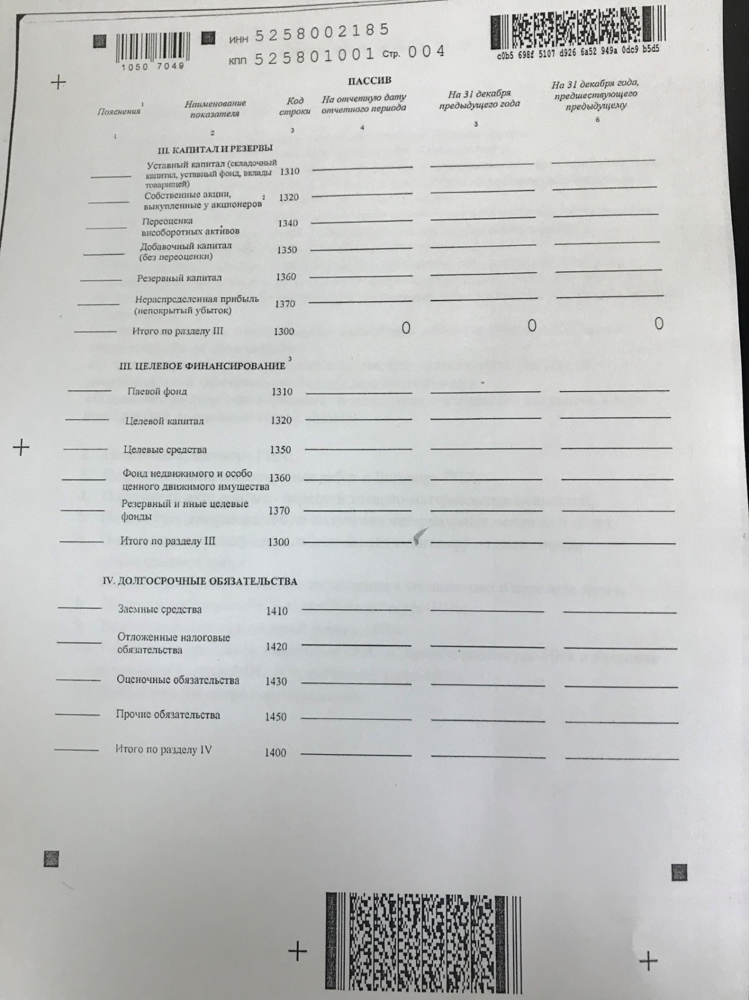 ИНН 5258002185
1050 7049
КПП 525801001 Стр. 004
c0b5 698f 5107 d926 6a52 949a 0dc9 b5d5
ПАССИВ
Пояснения 1
Наименование показателя
Код строки
На отчетную дату отчетного периода
На 31 декабря предыдущего года
На 31 декабря года, предшествующего предыдущему
1 2 3 4 5 6
III. КАПИТАЛ И РЕЗЕРВЫ
Уставный капитал (складочный
капитал, уставный фонд, вклады 1310
товарищей)
Собственные акции,
выкупленные у акционеров 2 1320
Переоценка
внеоборотных активов 1340
Добавочный капитал
(без переоценки) 1350
Резервный капитал 1360
Нераспределенная прибыль
(непокрытый убыток) 1370
Итого по разделу III 1300 0 0 0
III. ЦЕЛЕВОЕ ФИНАНСИРОВАНИЕ 3
Паевой фонд 1310
Целевой капитал 1320
Целевые средства 1350
Фонд недвижимого и особо
ценного движимого имущества 1360
Резервный и иные целевые
фонды 1370
Итого по разделу III 1300
IV. ДОЛГОСРОЧНЫЕ ОБЯЗАТЕЛЬСТВА
Заемные средства 1410
Отложенные налоговые
обязательства 1420
Оценочные обязательства 1430
Прочие обязательства 1450
Итого по разделу IV 1400